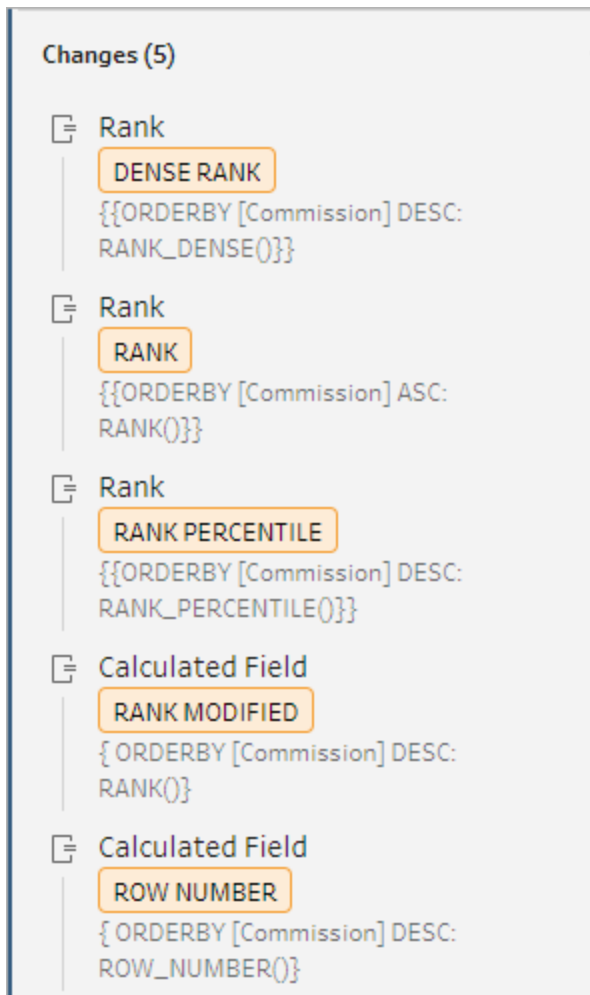 Changes (5)
Rank
DENSE RANK
{{ORDERBY [Commission] DESC:
RANK_DENSE()}}
Rank
RANK
{{ORDERBY [Commission] ASC:
RANK()}}
Rank
RANK PERCENTILE
{{ORDERBY [Commission] DESC:
RANK_PERCENTILE()}}
Calculated Field
RANK MODIFIED
{ ORDERBY [Commission] DESC:
RANK()}
Calculated Field
ROW NUMBER
{ ORDERBY [Commission] DESC:
ROW_NUMBER()}